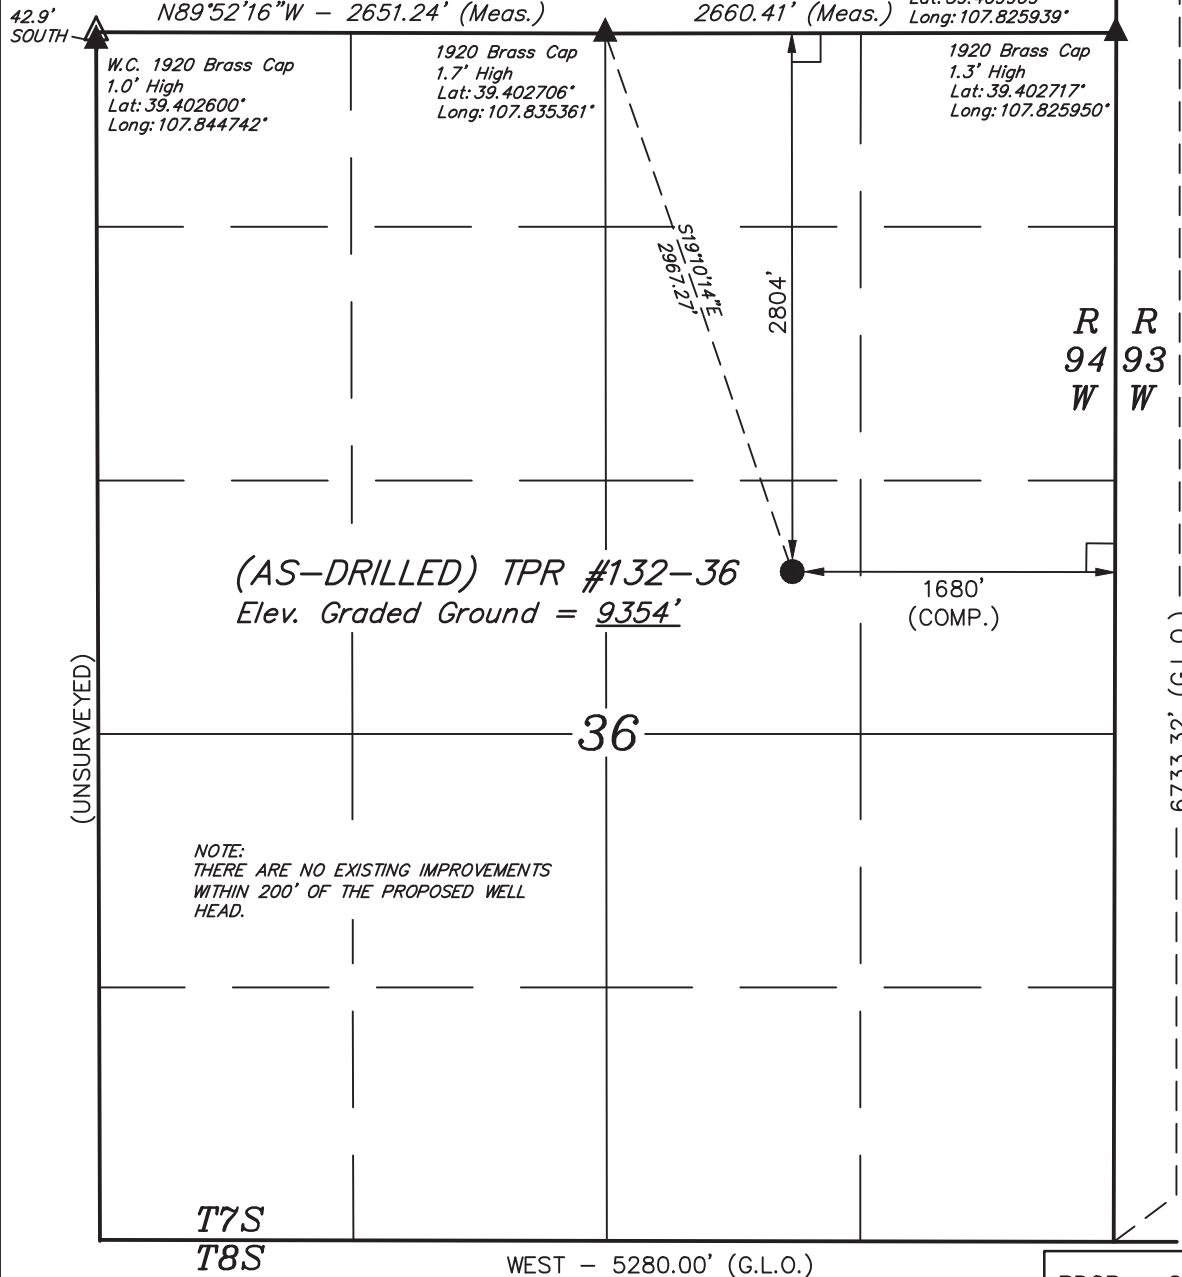 42.9'
SOUTH
N89°52'16"W – 2651.24' (Meas.)
2660.41' (Meas.)
Long: 107.825939°
W.C. 1920 Brass Cap
1.0' High
Lat: 39.402600°
Long: 107.844742°
1920 Brass Cap
1.7' High
Lat: 39.402706°
Long: 107.835361°
1920 Brass Cap
1.3' High
Lat: 39.402717°
Long: 107.825950°
S19°10'14"E
2967.27'
2804'
R R
94 93
W W
(AS–DRILLED) TPR #132–36
Elev. Graded Ground = 9354'
1680'
(COMP.)
(UNSURVEYED)
6733.32' (G.L.O.)
36
NOTE:
THERE ARE NO EXISTING IMPROVEMENTS
WITHIN 200' OF THE PROPOSED WELL
HEAD.
T7S
T8S
WEST – 5280.00' (G.L.O.)